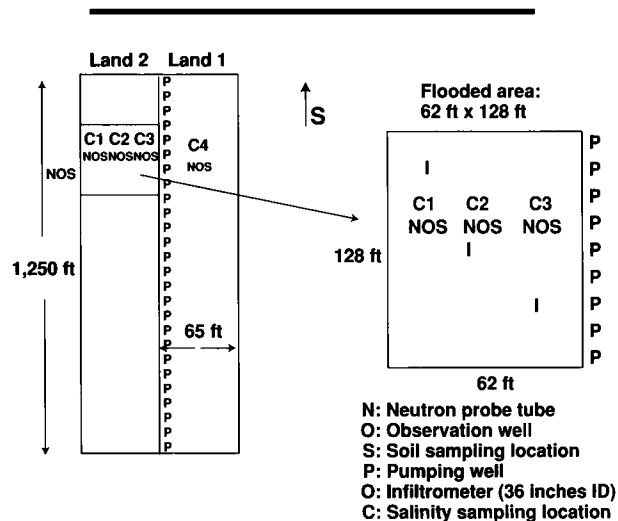 Land 2 Land 1
P
P
P
P
C1 C2 C3 P C4
NOSNOSNOS P NOS
NOS P
P
P
P
P
P
P
1,250 ft P
P
P
P
P 65 ft
P
P
P
P
P
P
P
P
S
Flooded area:
62 ft x 128 ft
P
I P
P
C1 C2 C3 P
NOS NOS NOS
128 ft I P
P
I P
P
P
62 ft
N: Neutron probe tube
O: Observation well
S: Soil sampling location
P: Pumping well
O: Infiltrometer (36 inches ID)
C: Salinity sampling location